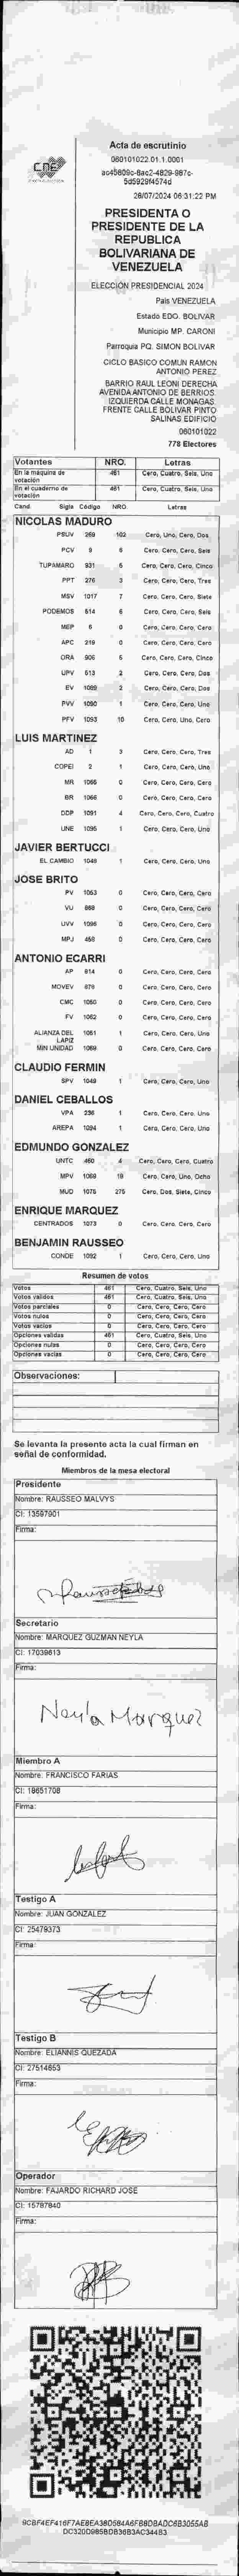 CNE
Acta de escrutinio
060101022.01.1.0001
28/07/2024 06:31:22 PM
PRESIDENTA O
PRESIDENTE DE LA
REPUBLICA
BOLIVARIANA DE
VENEZUELA
ELECCIÓN PRESIDENCIAL 2024
País VENEZUELA
Estado EDO. BOLIVAR
Municipio MP. CARONI
Parroquia PQ. SIMON BOLIVAR
CICLO BASICO COMUN RAMON
ANTONIO PEREZ
BARRIO RAUL LEONI DERECHA
AVENIDA ANTONIO DE BERRIOS.
IZQUIERDA CALLE MONAGAS.
FRENTE CALLE BOLIVAR PINTO
SALINAS EDIFICIO
060101022
778 Electores
Votantes NRO. Letras
En la máquina de votación 461 Cero, Cuatro, Seis, Uno
En el cuaderno de votación 461 Cero, Cuatro, Seis, Uno
Cand. Sigla Código NRO. Letras
NICOLAS MADURO
PSUV 269 102 Cero, Uno, Cero, Dos
PCV 9 6 Cero, Cero, Cero, Seis
TUPAMARO 931 5 Cero, Cero, Cero, Cinco
PPT 276 3 Cero, Cero, Cero, Tres
MSV 1017 7 Cero, Cero, Cero, Siete
PODEMOS 514 6 Cero, Cero, Cero, Seis
MEP 6 0 Cero, Cero, Cero, Cero
APC 219 0 Cero, Cero, Cero, Cero
ORA 906 5 Cero, Cero, Cero, Cinco
UPV 513 2 Cero, Cero, Cero, Dos
EV 1089 2 Cero, Cero, Cero, Dos
PVV 1090 1 Cero, Cero, Cero, Uno
PFV 1093 10 Cero, Cero, Uno, Cero
LUIS MARTINEZ
AD 1 3 Cero, Cero, Cero, Tres
COPEI 2 1 Cero, Cero, Cero, Uno
MR 1066 0 Cero, Cero, Cero, Cero
BR 1068 0 Cero, Cero, Cero, Cero
DDP 1091 4 Cero, Cero, Cero, Cuatro
UNE 1095 1 Cero, Cero, Cero, Uno
JAVIER BERTUCCI
EL CAMBIO 1048 1 Cero, Cero, Cero, Uno
JOSE BRITO
PV 1053 0 Cero, Cero, Cero, Cero
VU 869 0 Cero, Cero, Cero, Cero
UVV 1096 0 Cero, Cero, Cero, Cero
MPJ 458 0 Cero, Cero, Cero, Cero
ANTONIO ECARRI
AP 814 0 Cero, Cero, Cero, Cero
MOVEV 879 0 Cero, Cero, Cero, Cero
CMC 1050 0 Cero, Cero, Cero, Cero
FV 1052 0 Cero, Cero, Cero, Cero
ALIANZA DEL LAPIZ 1051 1 Cero, Cero, Cero, Uno
MIN UNIDAD 1069 0 Cero, Cero, Cero, Cero
CLAUDIO FERMIN
SPV 1049 1 Cero, Cero, Cero, Uno
DANIEL CEBALLOS
VPA 236 1 Cero, Cero, Cero, Uno
AREPA 1094 1 Cero, Cero, Cero, Uno
EDMUNDO GONZALEZ
UNTC 460 4 Cero, Cero, Cero, Cuatro
MPV 1069 18 Cero, Cero, Uno, Ocho
MUD 1075 275 Cero, Dos, Siete, Cinco
ENRIQUE MARQUEZ
CENTRADOS 1073 0 Cero, Cero, Cero, Cero
BENJAMIN RAUSSEO
CONDE 1092 1 Cero, Cero, Cero, Uno
Resumen de votos
Votos 461 Cero, Cuatro, Seis, Uno
Votos validos 461 Cero, Cuatro, Seis, Uno
Votos parciales 0 Cero, Cero, Cero, Cero
Votos nulos 0 Cero, Cero, Cero, Cero
Votos vacios 0 Cero, Cero, Cero, Cero
Opciones validas 461 Cero, Cuatro, Seis, Uno
Opciones nulas 0 Cero, Cero, Cero, Cero
Opciones vacias 0 Cero, Cero, Cero, Cero
Observaciones:
Se levanta la presente acta la cual firman en
señal de conformidad.
Miembros de la mesa electoral
Presidente
Nombre: RAUSSEO MALVYS
CI: 13597901
Firma:
Secretario
Nombre: MARQUEZ GUZMAN NEYLA
CI: 17039613
Firma:
Neyla Marquez
Miembro A
Nombre: FRANCISCO FARIAS
CI: 18651708
Firma:
Testigo A
Nombre: JUAN GONZALEZ
CI: 25479373
Firma:
Testigo B
Nombre: ELIANNIS QUEZADA
CI: 27514653
Firma:
Operador
Nombre: FAJARDO RICHARD JOSE
CI: 15787840
Firma: